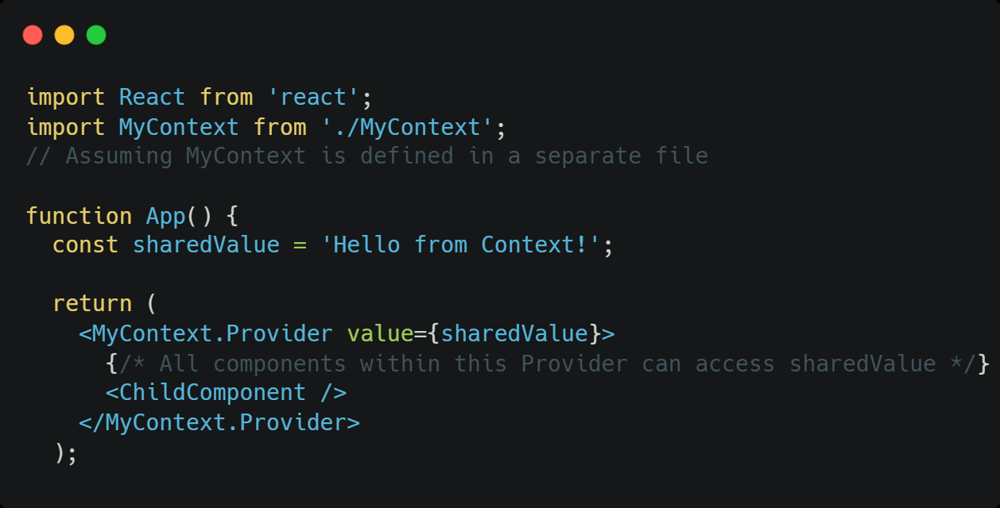 import React from 'react';
import MyContext from './MyContext';
// Assuming MyContext is defined in a separate file

function App() {
  const sharedValue = 'Hello from Context!';

  return (
    <MyContext.Provider value={sharedValue}>
      {/* All components within this Provider can access sharedValue */}
      <ChildComponent />
    </MyContext.Provider>
  );